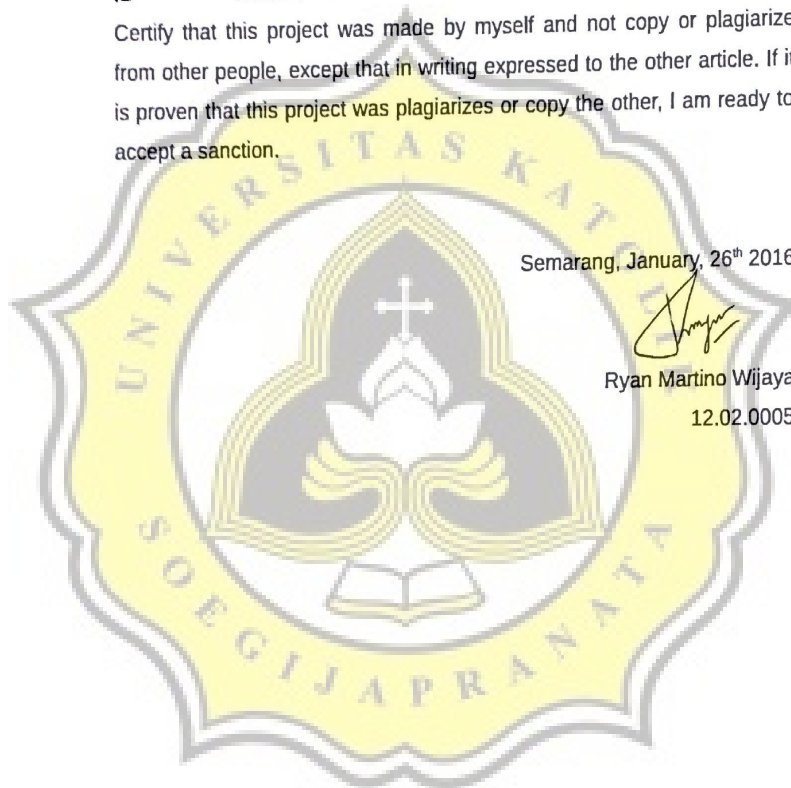 Certify that this project was made by myself and not copy or plagiarize
from other people, except that in writing expressed to the other article. If it
is proven that this project was plagiarizes or copy the other, I am ready to
accept a sanction.
UNIVERSITAS KATOLIK
Semarang, January, 26th 2016
Ryan Martino Wijaya
12.02.0005
SOEGIJAPRANATA